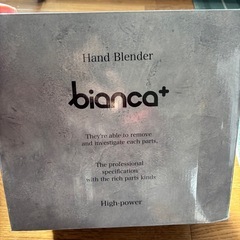 Hand Blender
bianca+
They're able to remove
and investigate each parts.
The professional
specification
with the rich parts kinds
High-power